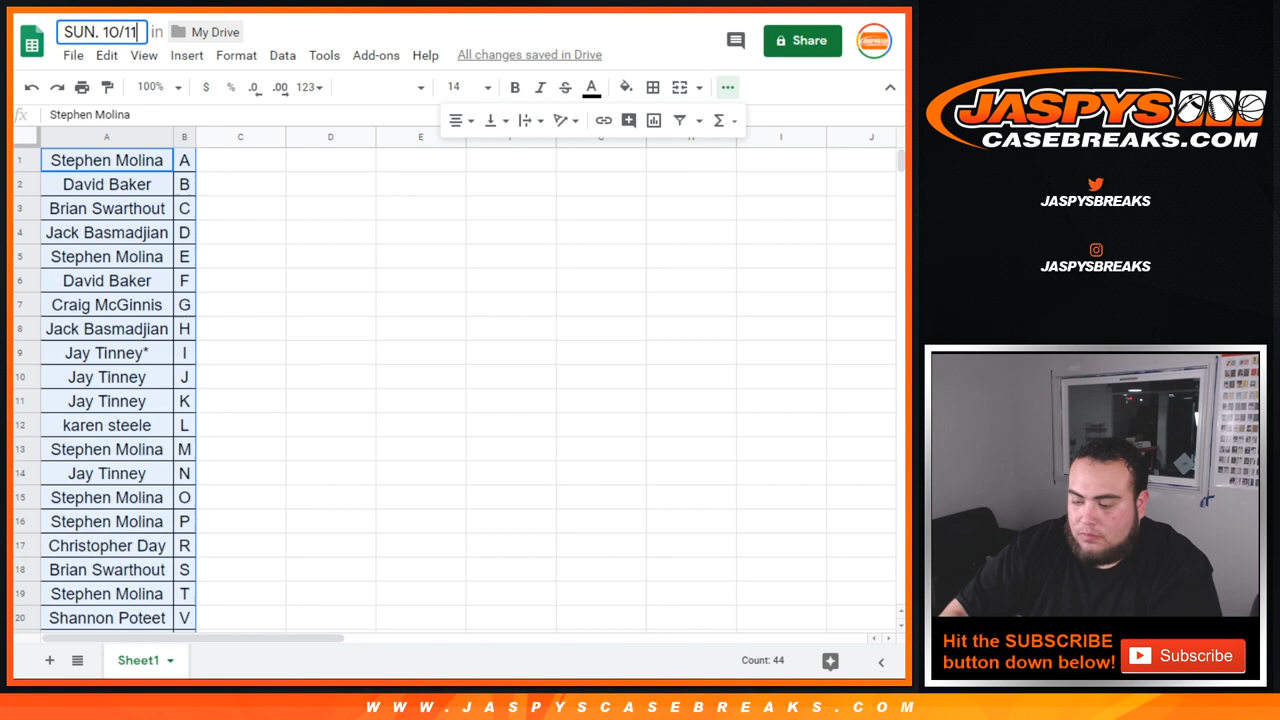 SUN. 10/11 in My Drive
File Edit View Insert Format Data Tools Add-ons Help All changes saved in Drive
Share
100% $ % .0 .00 123 14 B I S A
fx Stephen Molina
A B C D E I J
1 Stephen Molina A
2 David Baker B
3 Brian Swarthout C
4 Jack Basmadjian D
5 Stephen Molina E
6 David Baker F
7 Craig McGinnis G
8 Jack Basmadjian H
9 Jay Tinney* I
10 Jay Tinney J
11 Jay Tinney K
12 karen steele L
13 Stephen Molina M
14 Jay Tinney N
15 Stephen Molina O
16 Stephen Molina P
17 Christopher Day R
18 Brian Swarthout S
19 Stephen Molina T
20 Shannon Poteet V
Sheet1 Count: 44
JASPYS
CASEBREAKS.COM
JASPYSBREAKS
JASPYSBREAKS
Hit the SUBSCRIBE
button down below!
Subscribe
WWW.JASPYSCASEBREAKS.COM